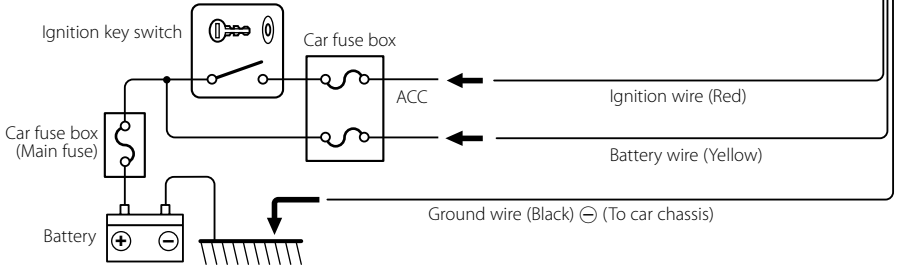 Ignition key switch
Car fuse box
ACC
Ignition wire (Red)
Car fuse box
(Main fuse)
Battery wire (Yellow)
Ground wire (Black) ⊖ (To car chassis)
Battery
+ −